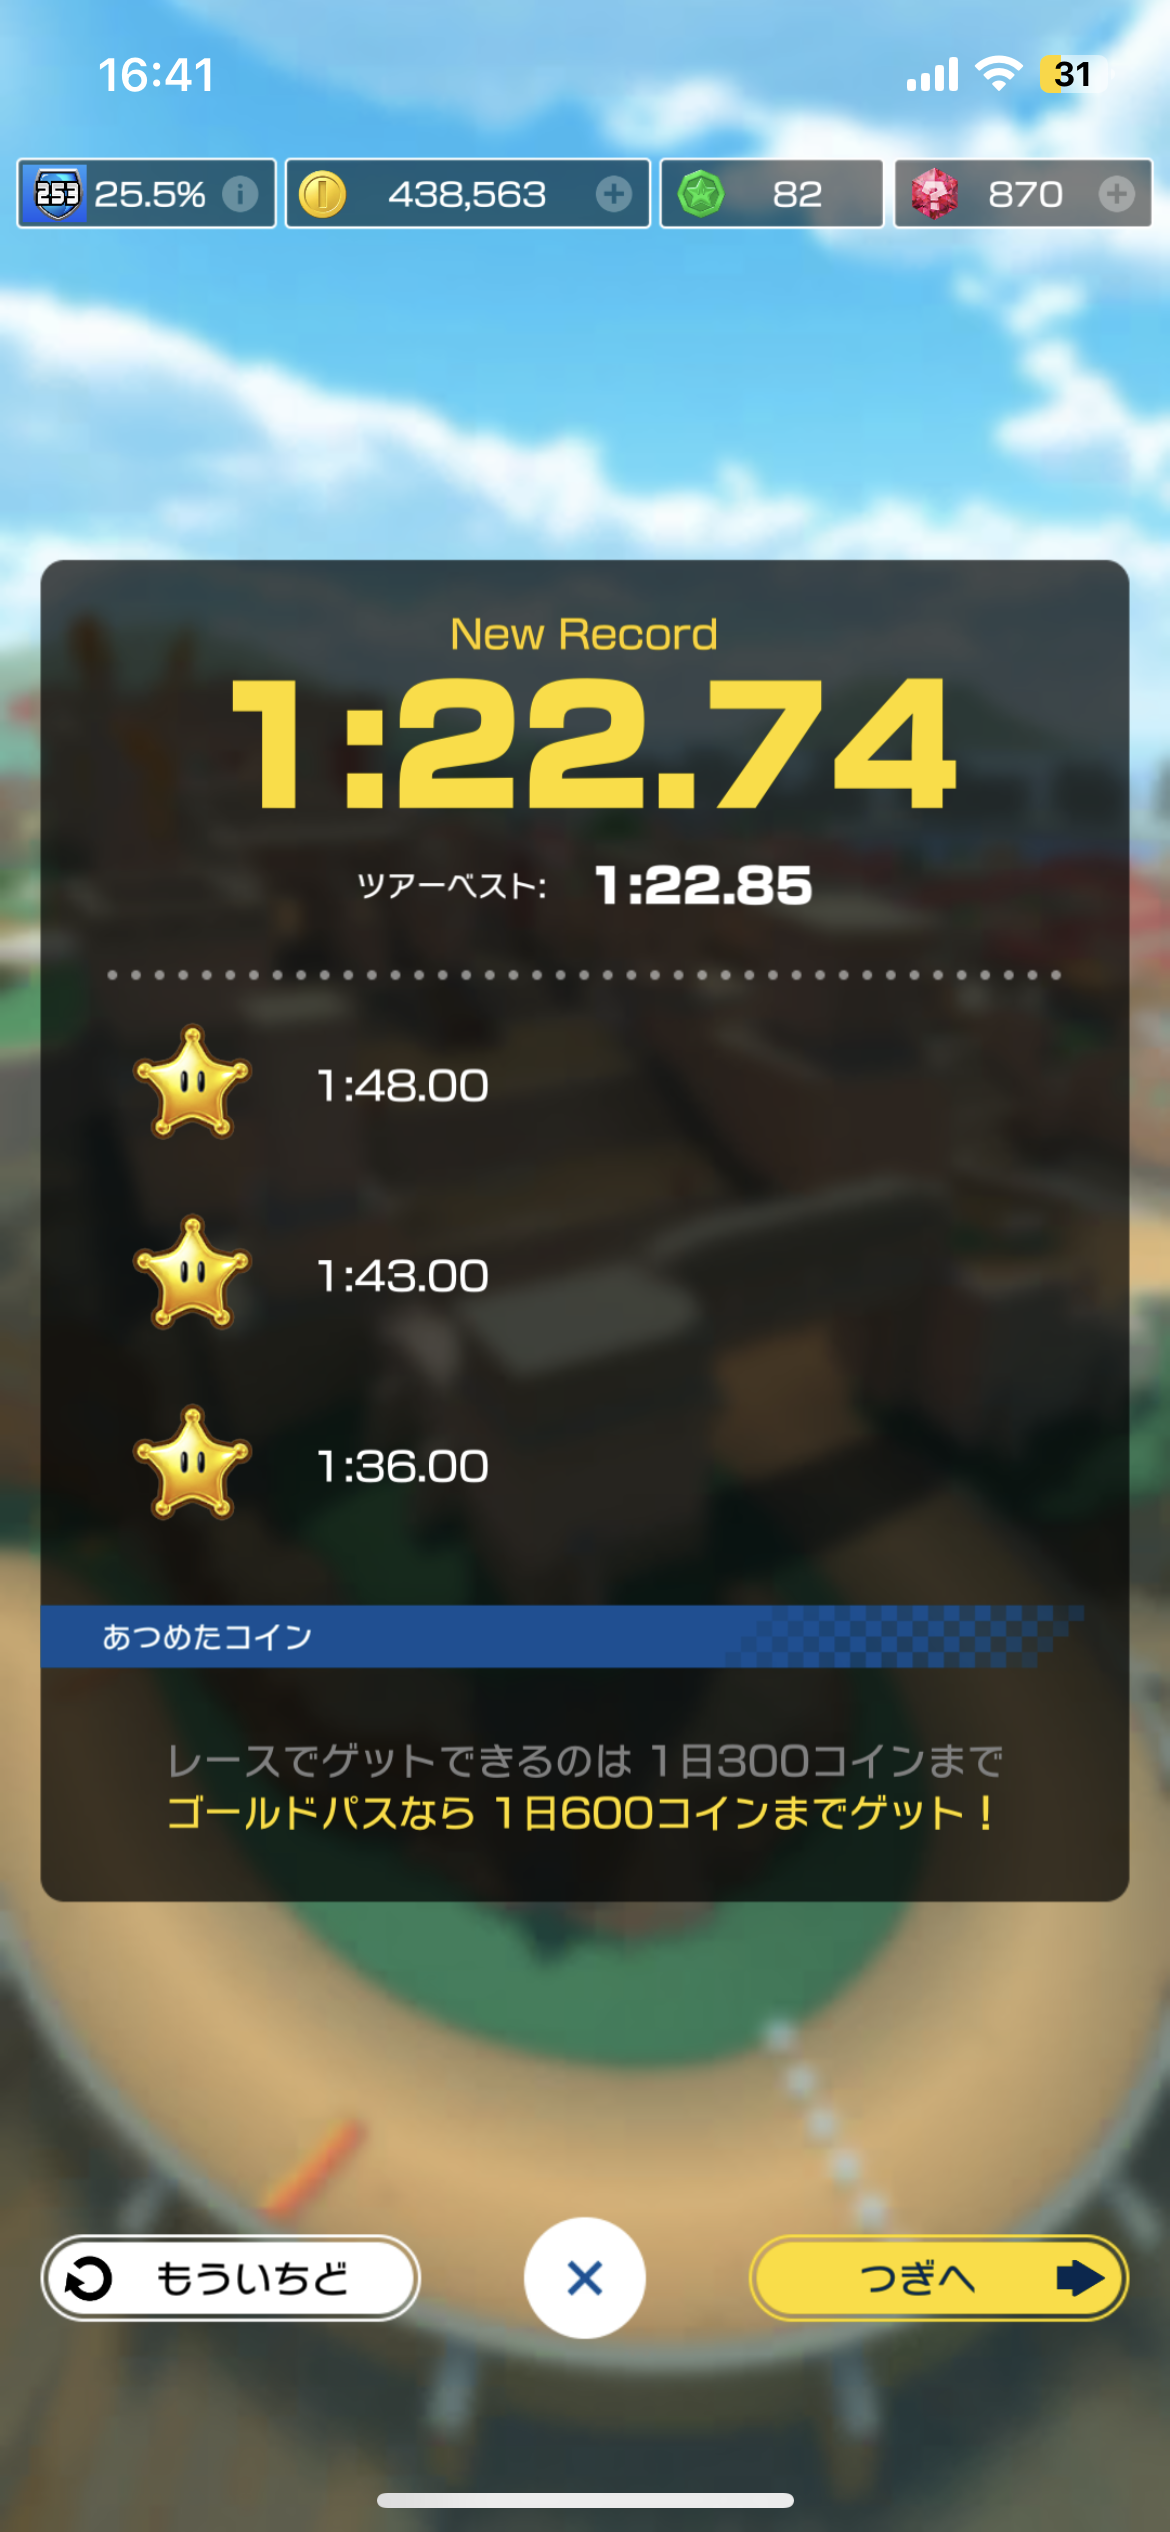 16:41
31
253 25.5% i 438,563 + 82 870 +
New Record
1:22.74
ツアーベスト: 1:22.85
1:48.00
1:43.00
1:36.00
あつめたコイン
レースでゲットできるのは 1日300コインまで
ゴールドパスなら 1日600コインまでゲット！
もういちど
×
つぎへ